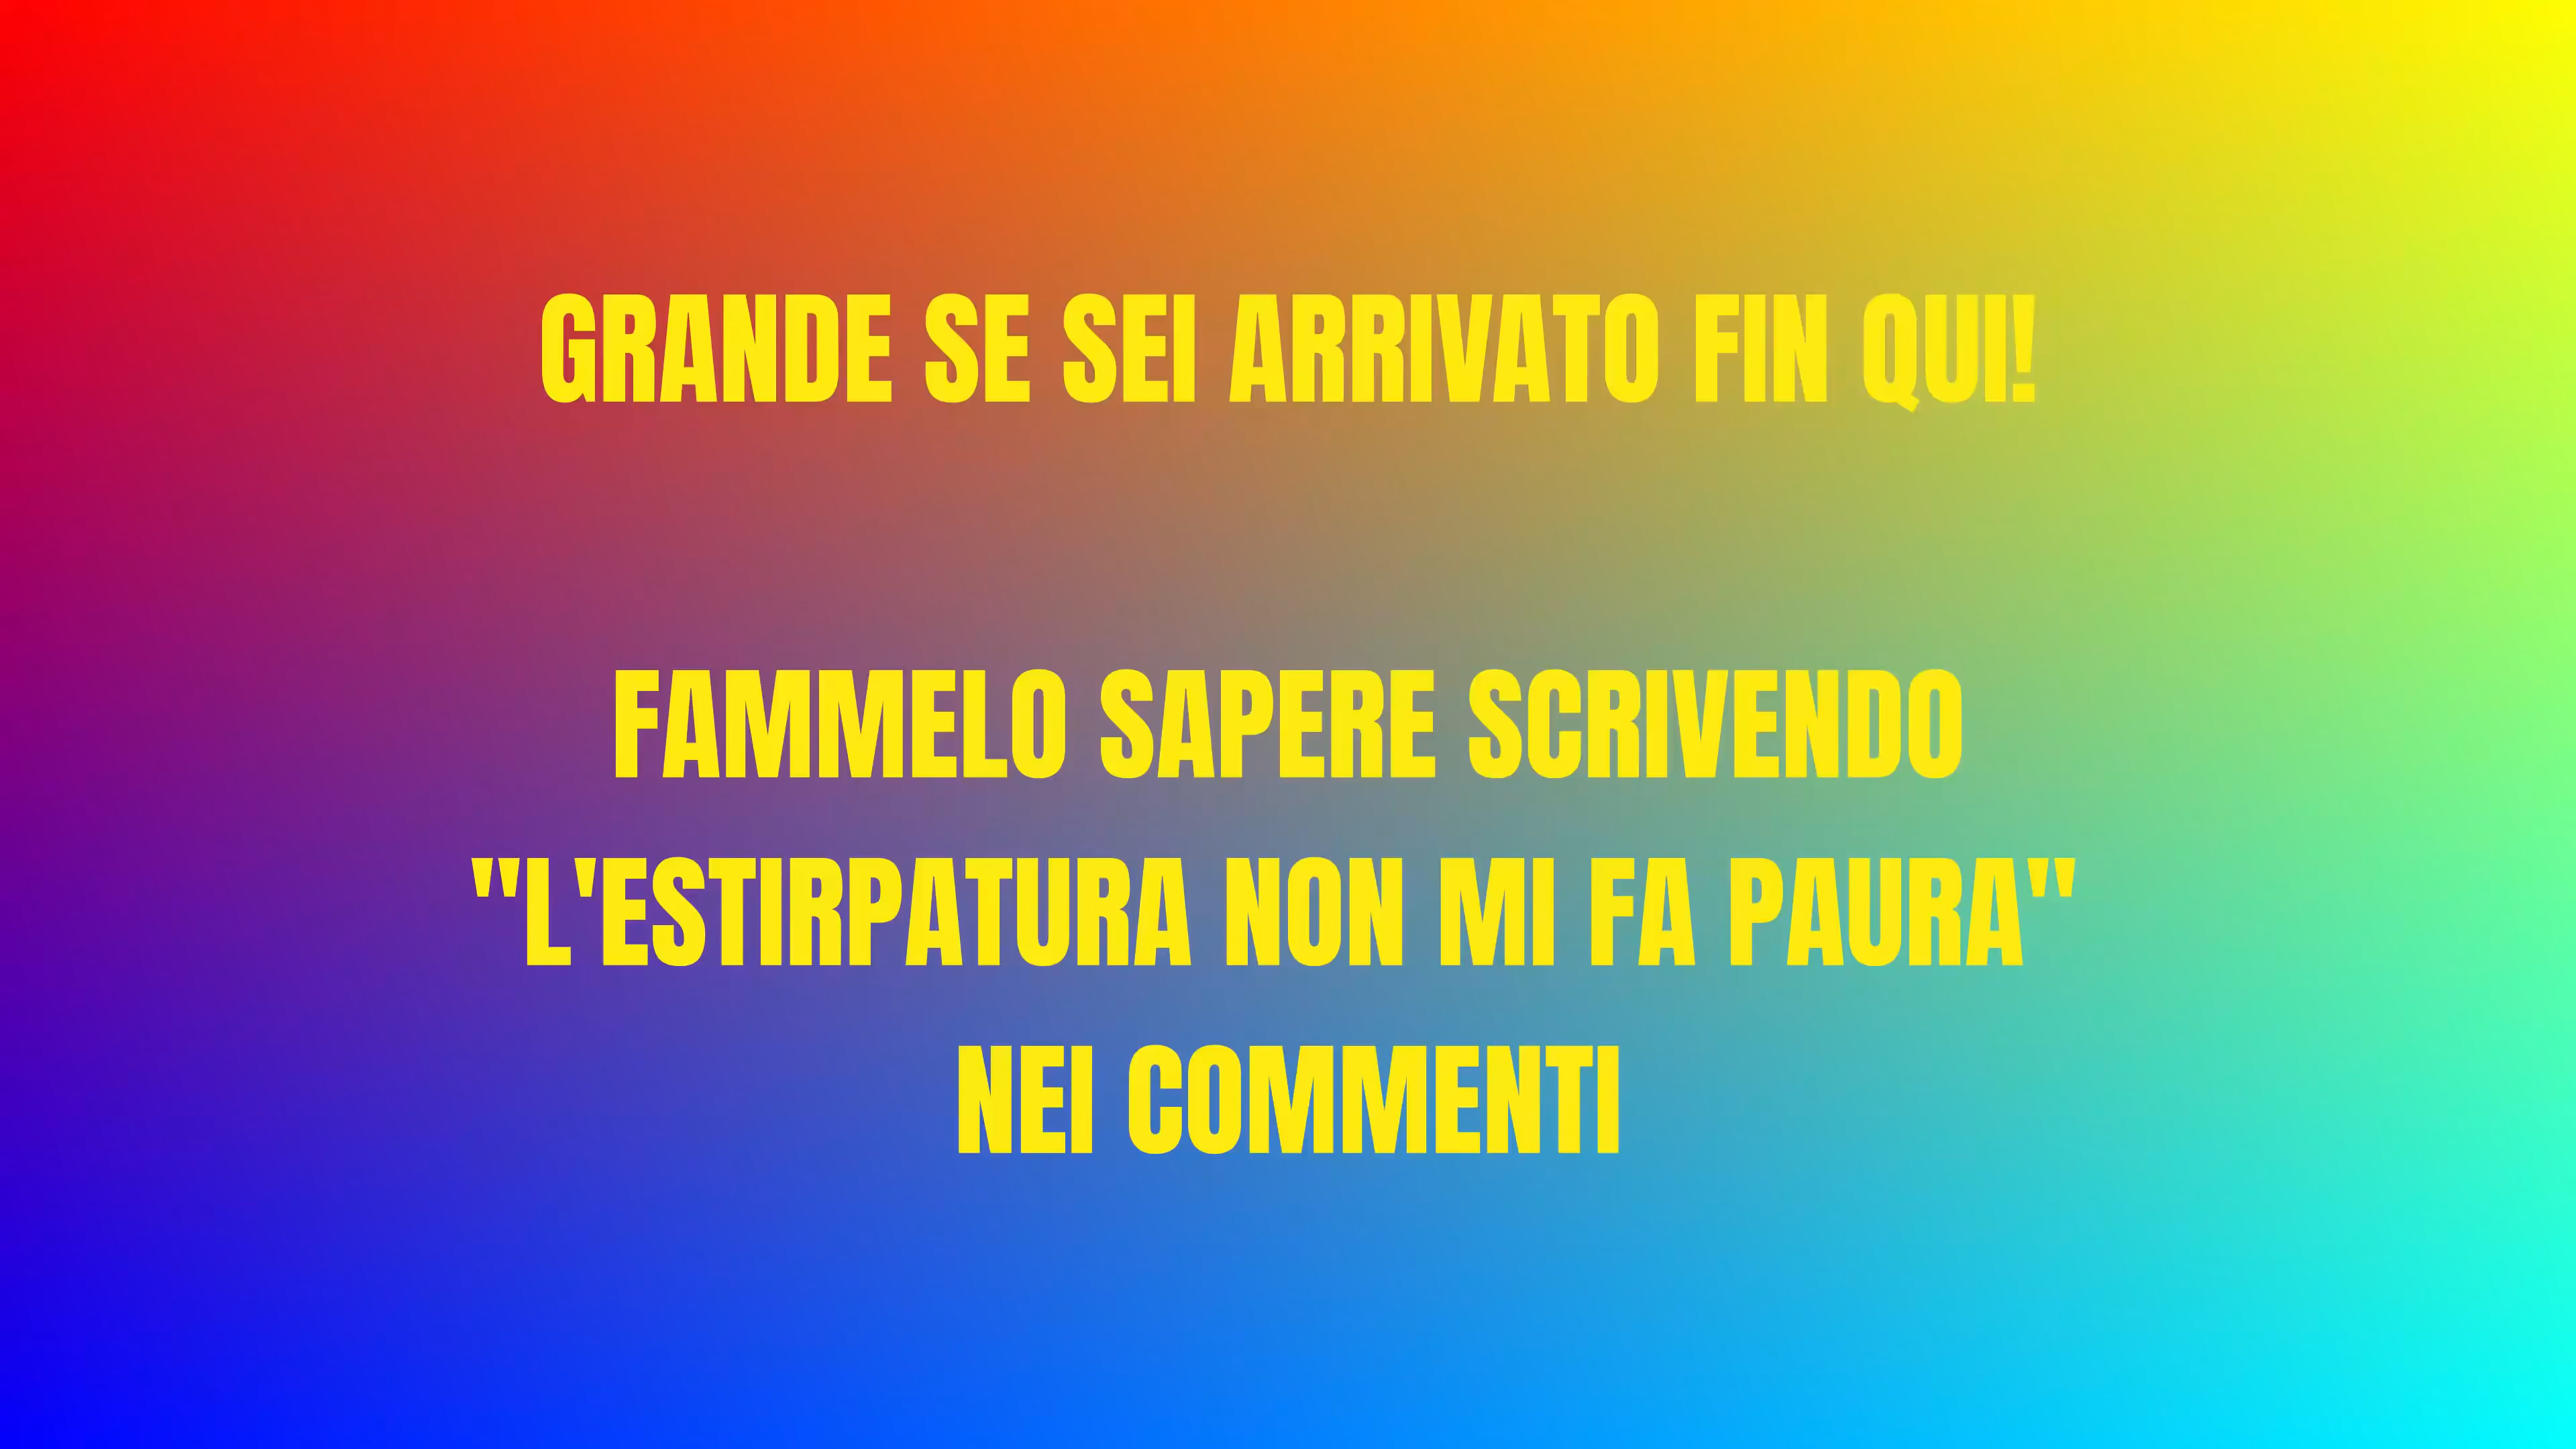 GRANDE SE SEI ARRIVATO FIN QUI!
FAMMELO SAPERE SCRIVENDO
"L'ESTIRPATURA NON MI FA PAURA"
NEI COMMENTI